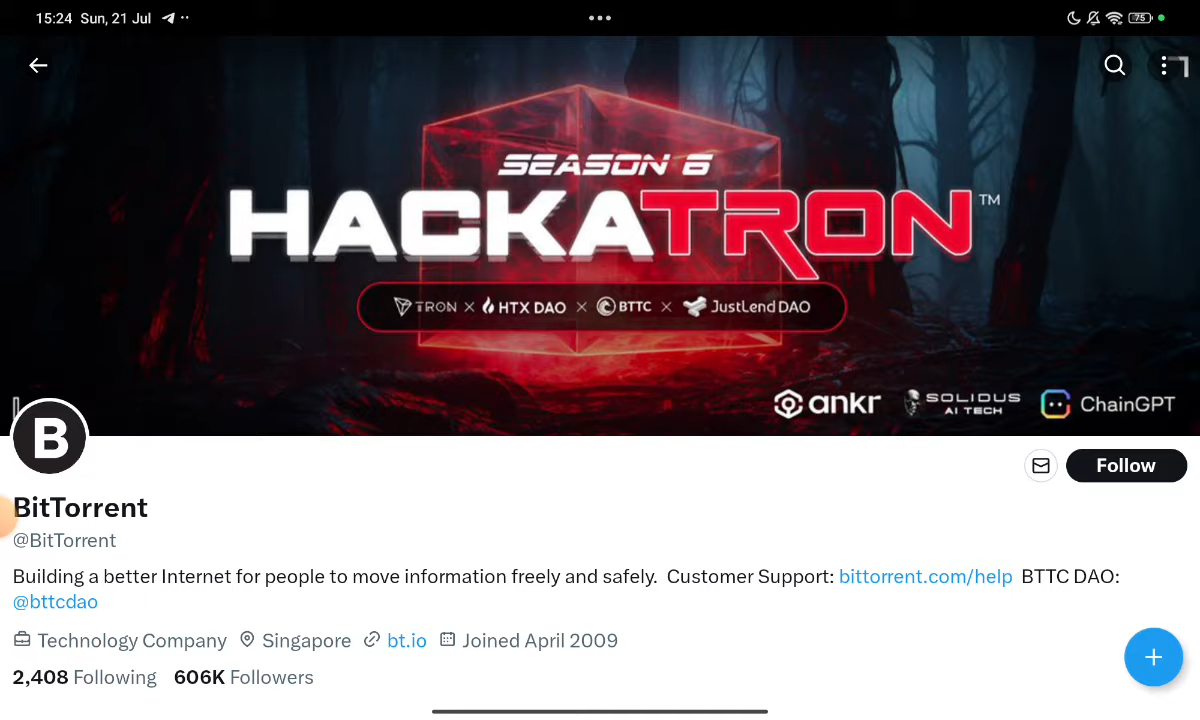 15:24 Sun, 21 Jul
75
SEASON 6
HACKATRON™
TRON × HTX DAO × BTTC × JustLend DAO
ankr SOLIDUS AI TECH ChainGPT
B
Follow
BitTorrent
@BitTorrent
Building a better Internet for people to move information freely and safely. Customer Support: bittorrent.com/help BTTC DAO:
@bttcdao
Technology Company Singapore bt.io Joined April 2009
2,408 Following 606K Followers